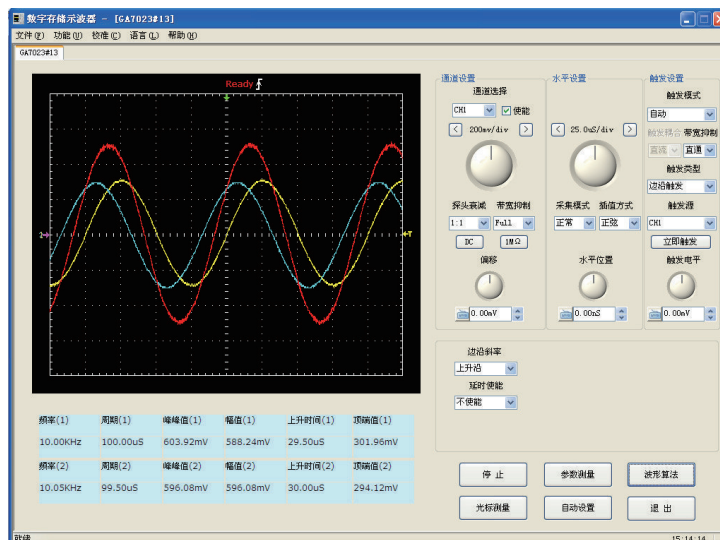 数字存储示波器 - [GA7023#13]
文件(F) 功能(U) 校准(C) 语言(L) 帮助(H)
GA7023#13
Ready
1
T
通道设置
通道选择
CH1 使能
< 200mv/div >
探头衰减 带宽抑制
1:1 Full
DC 1MΩ
偏移
0.00mV
水平设置
< 25.0uS/div >
采集模式 插值方式
正常 正弦
水平位置
0.00nS
触发设置
触发模式
自动
触发耦合 带宽抑制
直流 直通
触发类型
边沿触发
触发源
CH1
立即触发
触发电平
0.00mV
边沿斜率
上升沿
延时使能
不使能
频率(1) 周期(1) 峰峰值(1) 幅值(1) 上升时间(1) 顶端值(1)
10.00KHz 100.00uS 603.92mV 588.24mV 29.50uS 301.96mV
频率(2) 周期(2) 峰峰值(2) 幅值(2) 上升时间(2) 顶端值(2)
10.05KHz 99.50uS 596.08mV 596.08mV 30.00uS 294.12mV
停 止 参数测量 波形算法
光标测量 自动设置 退 出
就绪 15:14:14